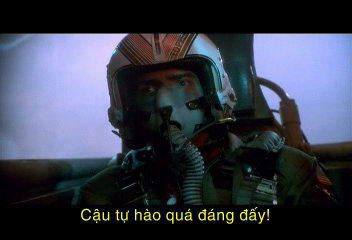 Cậu tự hào quá đáng đấy!